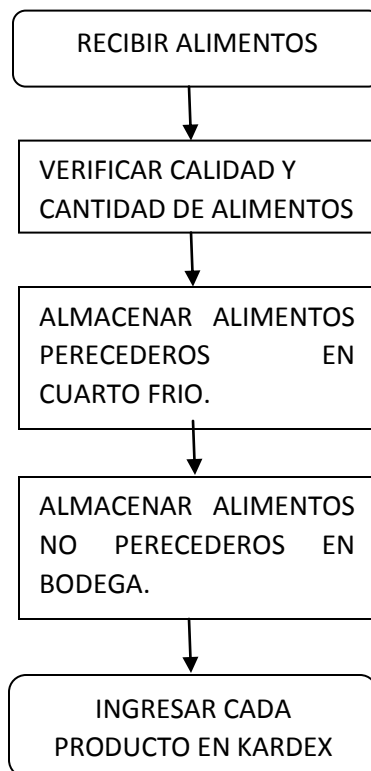 RECIBIR ALIMENTOS
VERIFICAR CALIDAD Y
CANTIDAD DE ALIMENTOS
ALMACENAR ALIMENTOS
PERECEDEROS EN
CUARTO FRIO.
ALMACENAR ALIMENTOS
NO PERECEDEROS EN
BODEGA.
INGRESAR CADA
PRODUCTO EN KARDEX